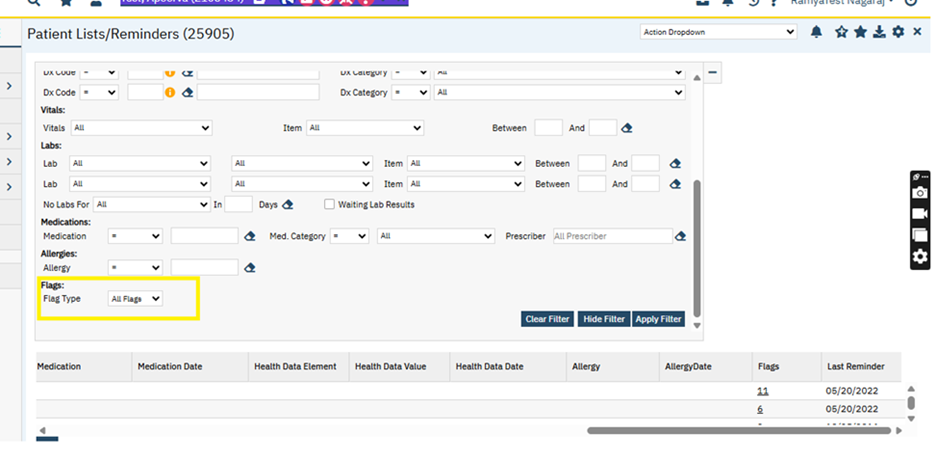 Patient Lists/Reminders (25905)
Action Dropdown
Dx Code = Dx Category = All
Dx Code = Dx Category = All
Vitals:
Vitals All Item All Between And
Labs:
Lab All All Item All Between And
Lab All All Item All Between And
No Labs For All In Days Waiting Lab Results
Medications:
Medication = Med. Category = All Prescriber All Prescriber
Allergies:
Allergy =
Flags:
Flag Type All Flags
Clear Filter Hide Filter Apply Filter
Medication Medication Date Health Data Element Health Data Value Health Data Date Allergy AllergyDate Flags Last Reminder
11 05/20/2022
6 05/20/2022